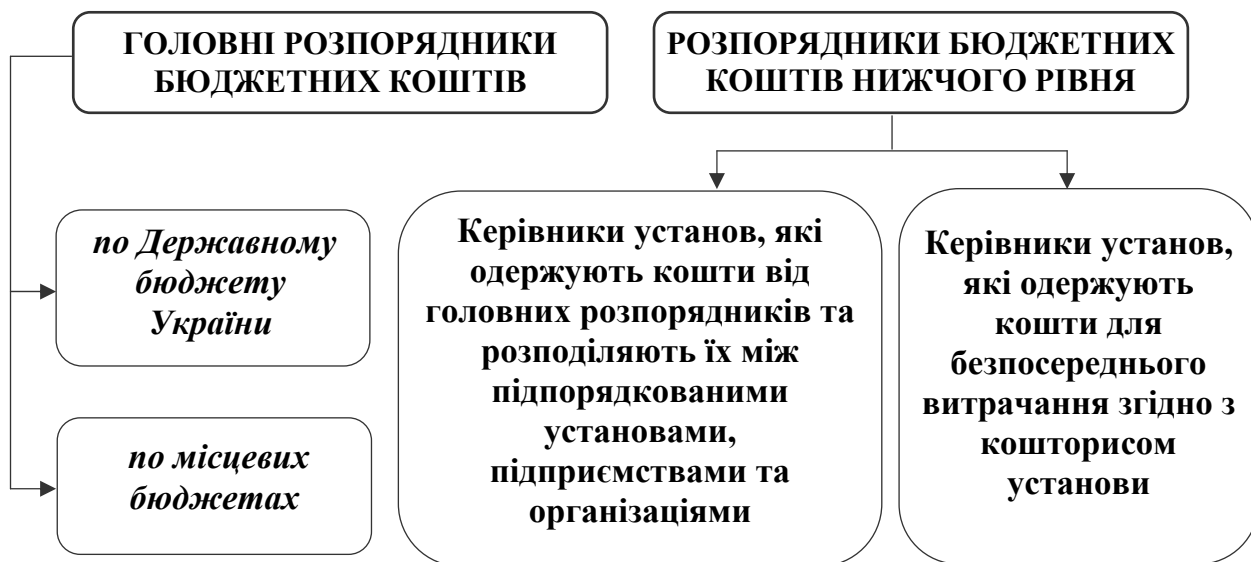 ГОЛОВНІ РОЗПОРЯДНИКИ
БЮДЖЕТНИХ КОШТІВ
РОЗПОРЯДНИКИ БЮДЖЕТНИХ
КОШТІВ НИЖЧОГО РІВНЯ
по Державному
бюджету
України
по місцевих
бюджетах
Керівники установ, які
одержують кошти від
головних розпорядників та
розподіляють їх між
підпорядкованими
установами,
підприємствами та
організаціями
Керівники установ,
які одержують
кошти для
безпосереднього
витрачання згідно з
кошторисом
установи